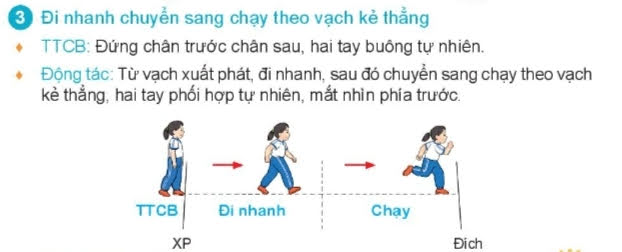 3 Đi nhanh chuyển sang chạy theo vạch kẻ thẳng
TTCB: Đứng chân trước chân sau, hai tay buông tự nhiên.
Động tác: Từ vạch xuất phát, đi nhanh, sau đó chuyển sang chạy theo vạch
kẻ thẳng, hai tay phối hợp tự nhiên, mắt nhìn phía trước.
TTCB Đi nhanh Chạy
XP Đích